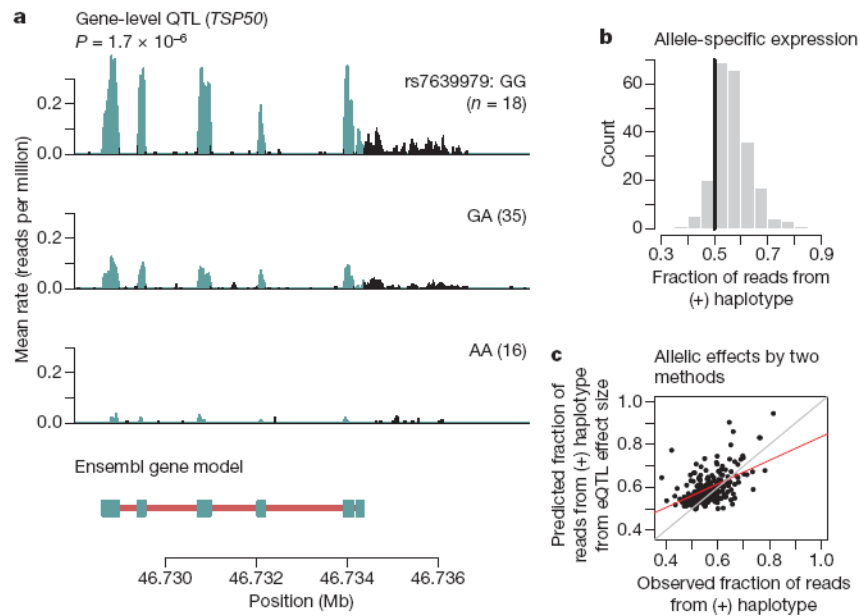 a
Gene-level QTL (TSP50)
P = 1.7 × 10⁻⁶
rs7639979: GG
(n = 18)
0.2
0.0
GA (35)
0.2
0.0
AA (16)
0.2
0.0
Mean rate (reads per million)
Ensembl gene model
46.730 46.732 46.734 46.736
Position (Mb)
b Allele-specific expression
60
40
20
0
Count
0.3 0.5 0.7 0.9
Fraction of reads from
(+) haplotype
c Allelic effects by two
methods
Predicted fraction of
reads from (+) haplotype
from eQTL effect size
1.0
0.8
0.6
0.4
0.4 0.6 0.8 1.0
Observed fraction of reads
from (+) haplotype